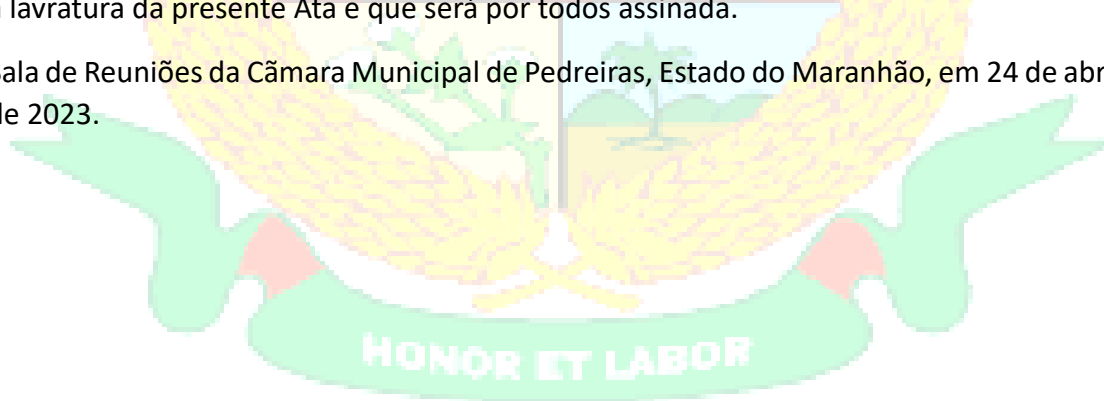 lavratura da presente Ata e que será por todos assinada.
ala de Reuniões da Cãmara Municipal de Pedreiras, Estado do Maranhão, em 24 de abr
de 2023.
HONOR ET LABOR